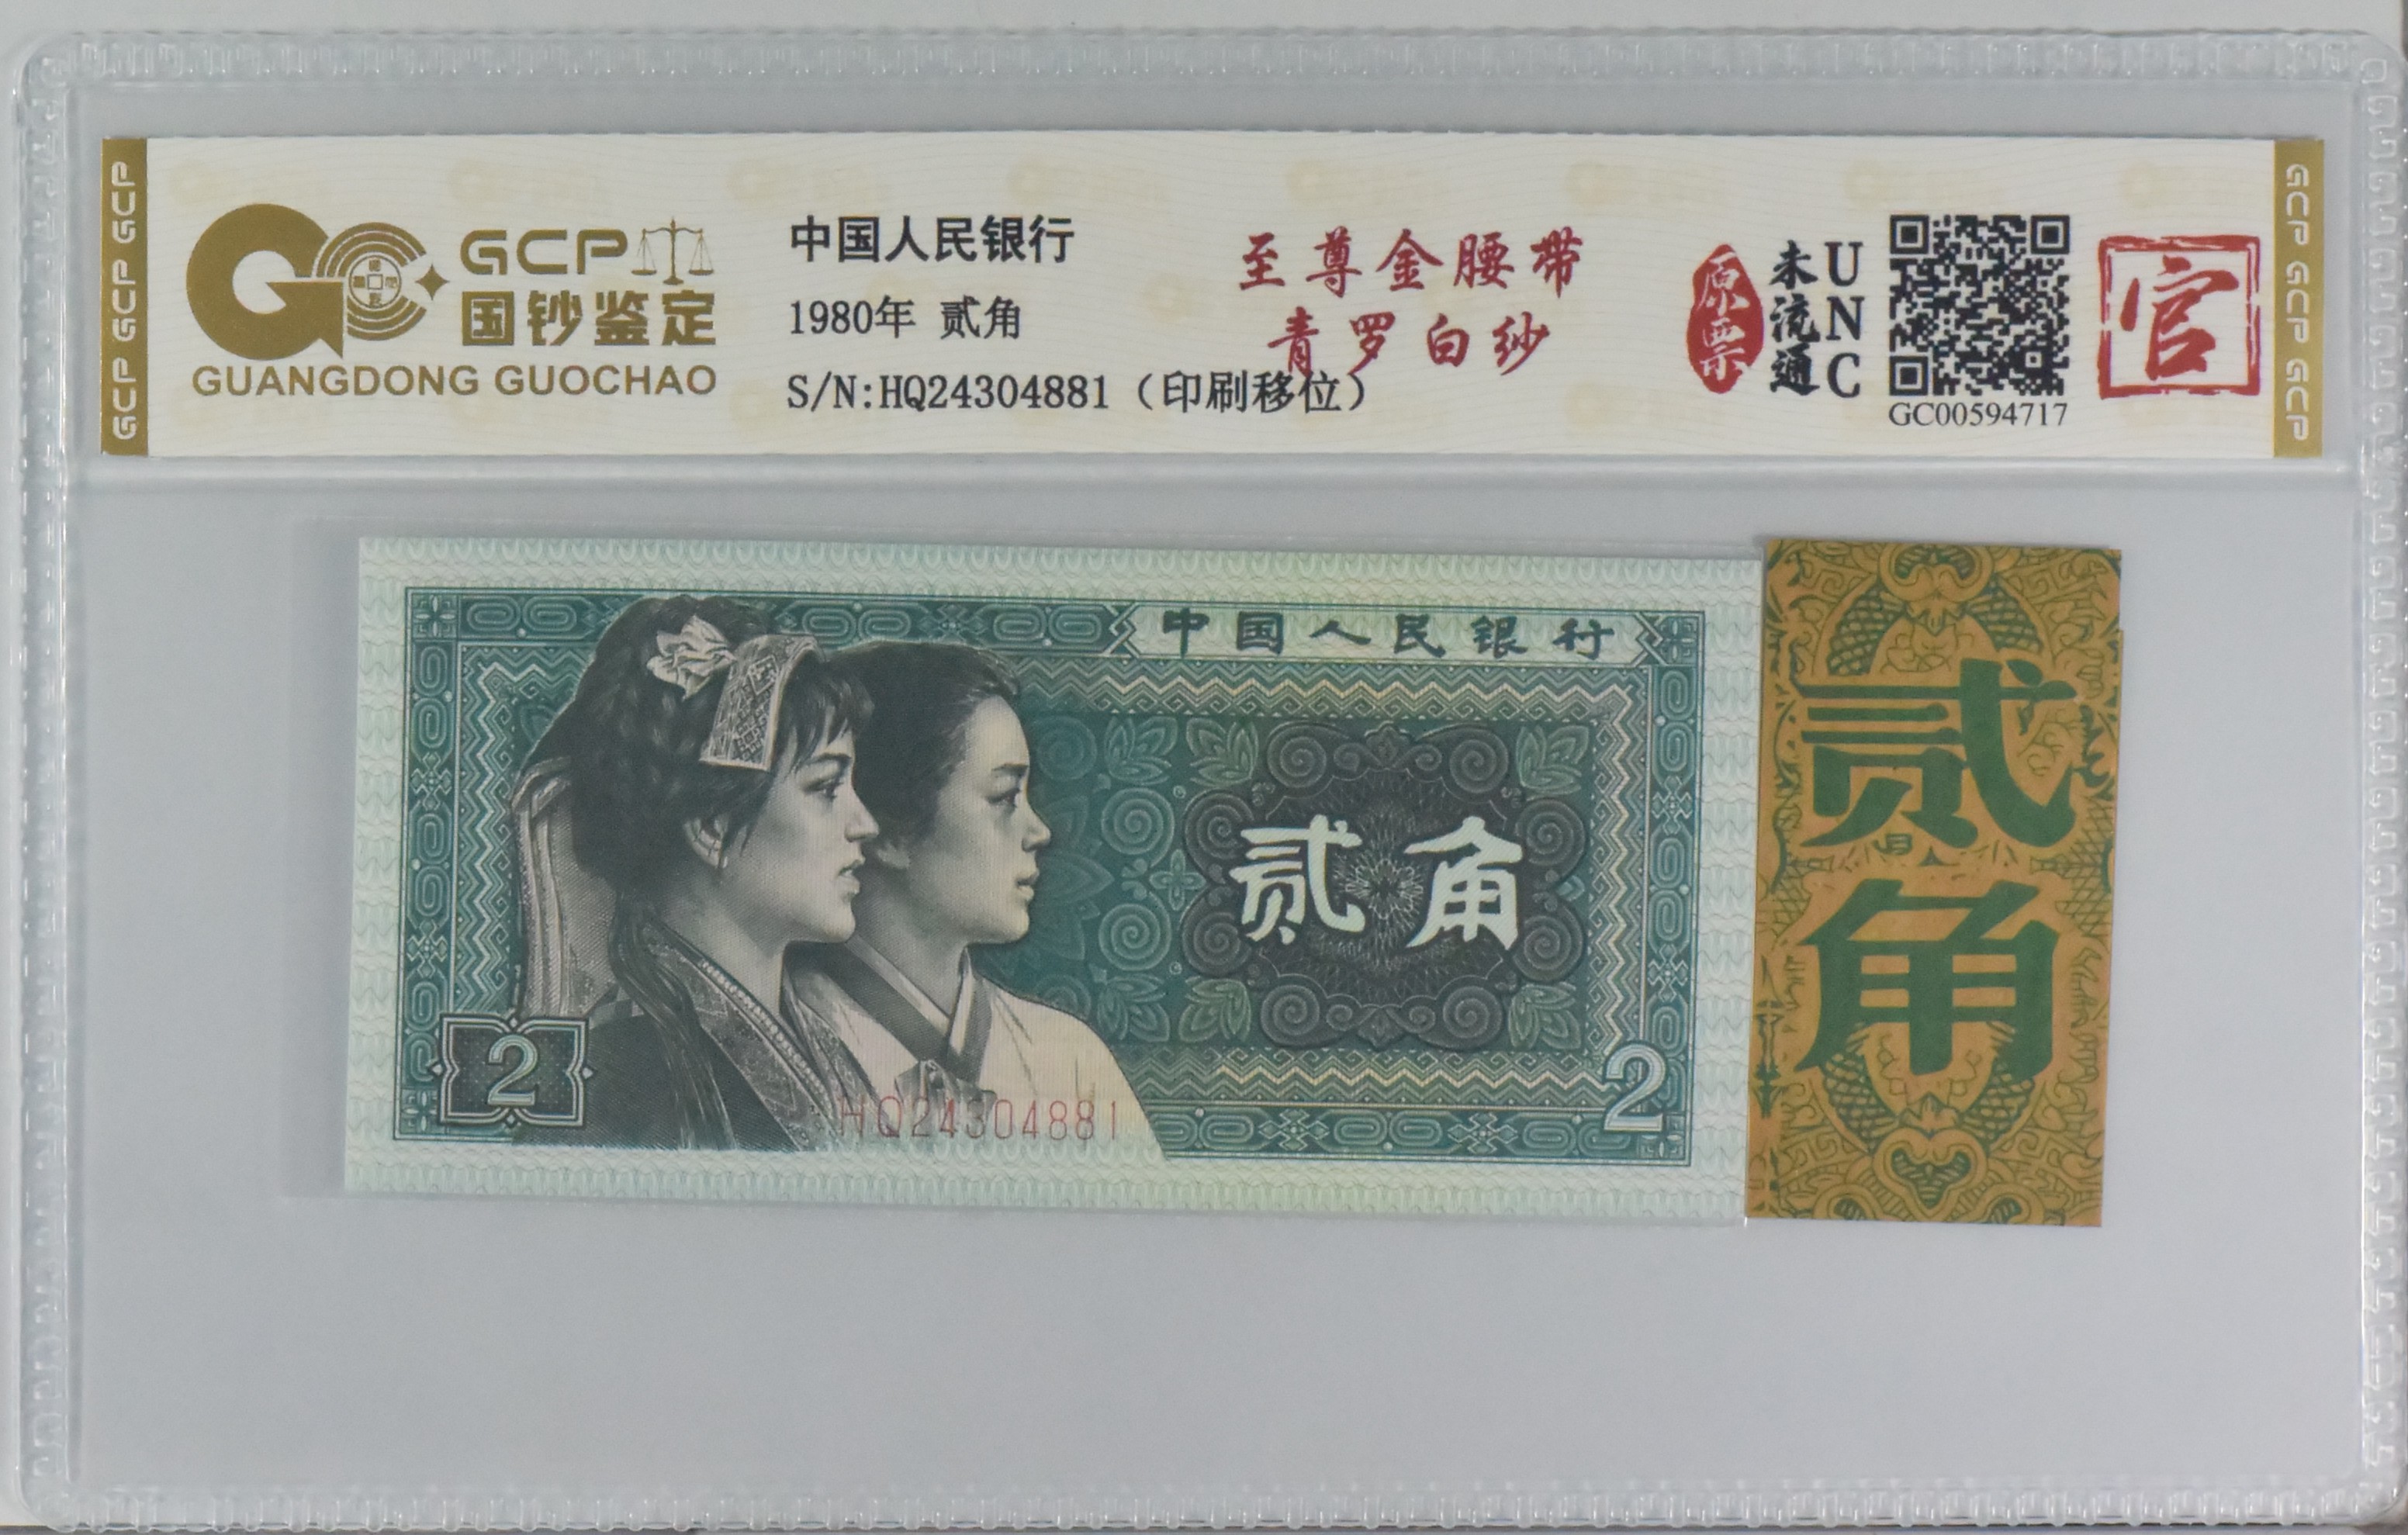 GCP GCP GCP
GCP
国钞鉴定
GUANGDONG GUOCHAO
中国人民银行
1980年 贰角
S/N:HQ24304881（印刷移位）
至尊金腰带
青罗白纱
原票
未流通
UNC
GC00594717
官
GCP GCP GCP
中国人民银行
贰角
2
HQ24304881
2
贰角